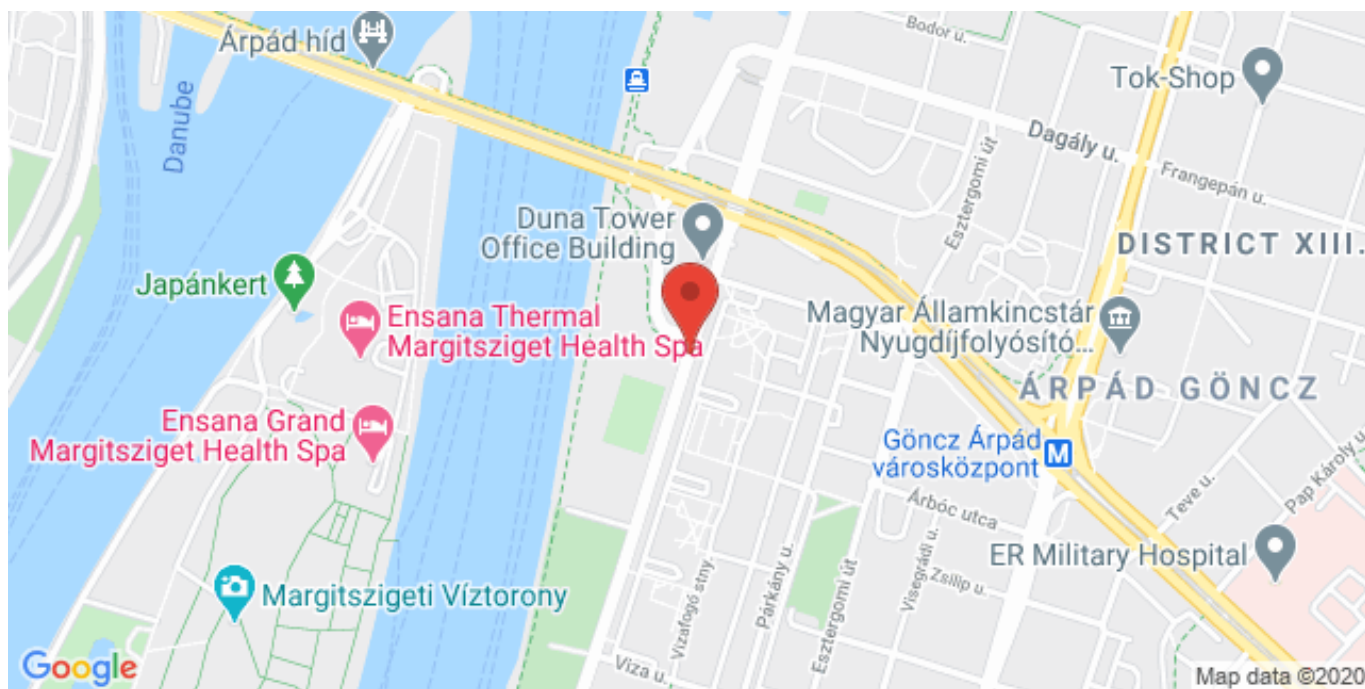 Árpád híd
Bodor u.
Tok-Shop
Danube
Dagály u.
Frangepán u.
Esztergomi út
Duna Tower
Office Building
DISTRICT XIII.
Japánkert
Ensana Thermal
Margitsziget Health Spa
Magyar Államkincstár
Nyugdíjfolyósító...
ÁRPÁD GÖNCZ
Ensana Grand
Margitsziget Health Spa
Göncz Árpád
városközpont
M
Pap Károly u.
Teve u.
Árbóc utca
ER Military Hospital
Visegrádi u.
Zsilip u.
Párkány u.
Esztergomi út
Vizafogó stny.
Margitszigeti Víztorony
Viza u.
Google
Map data ©2020